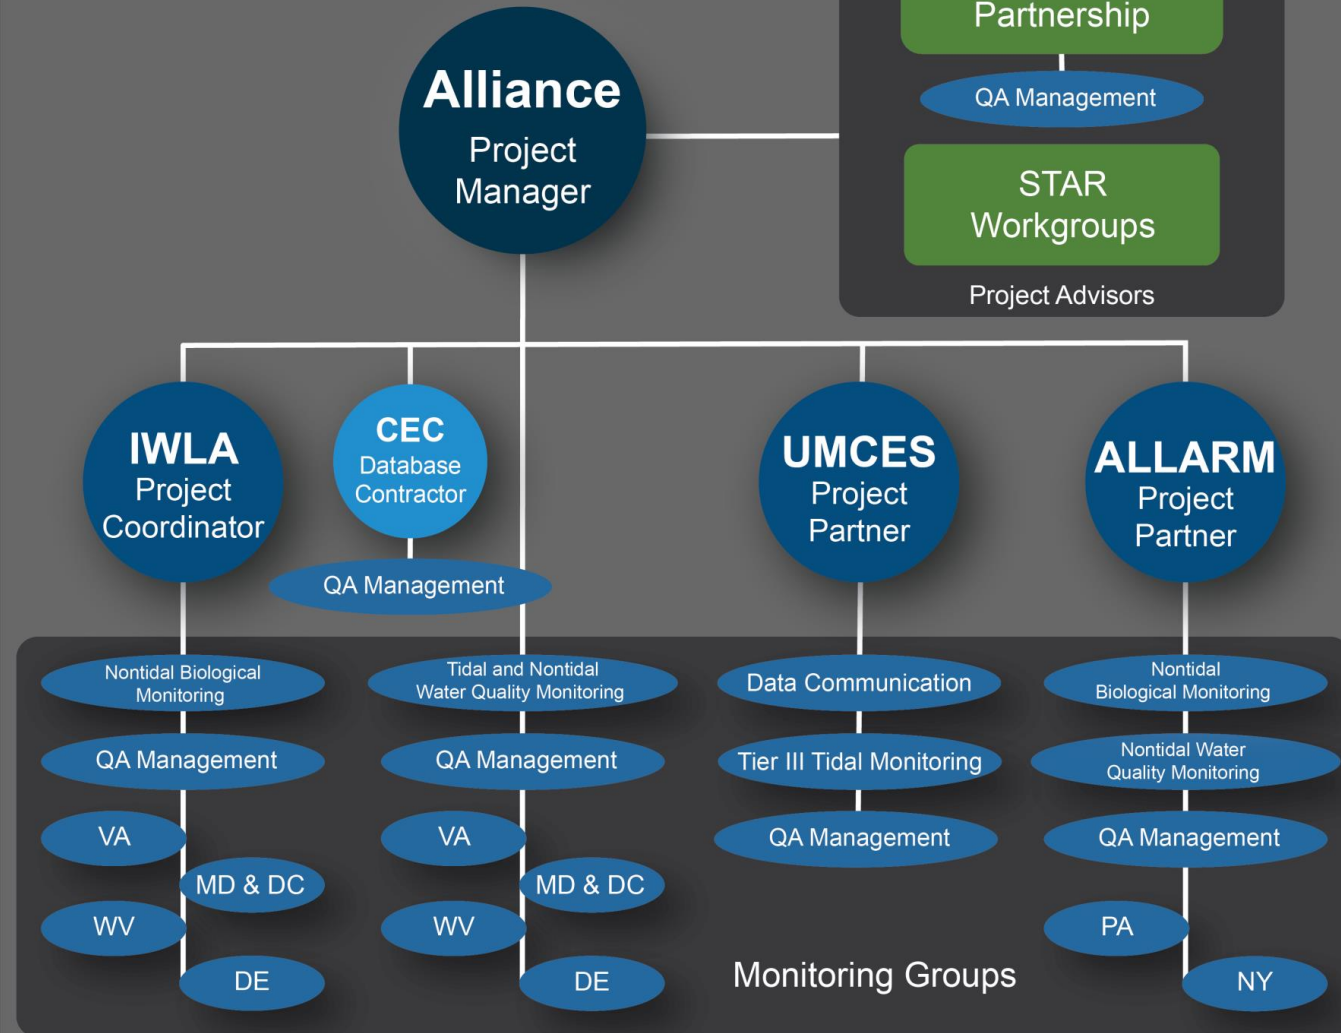 Partnership
QA Management
STAR
Workgroups
Project Advisors
Alliance
Project
Manager
IWLA
Project
Coordinator
CEC
Database
Contractor
QA Management
UMCES
Project
Partner
ALLARM
Project
Partner
Nontidal Biological
Monitoring
QA Management
VA
MD & DC
WV
DE
Tidal and Nontidal
Water Quality Monitoring
QA Management
VA
MD & DC
WV
DE
Data Communication
Tier III Tidal Monitoring
QA Management
Nontidal
Biological Monitoring
Nontidal Water
Quality Monitoring
QA Management
PA
NY
Monitoring Groups